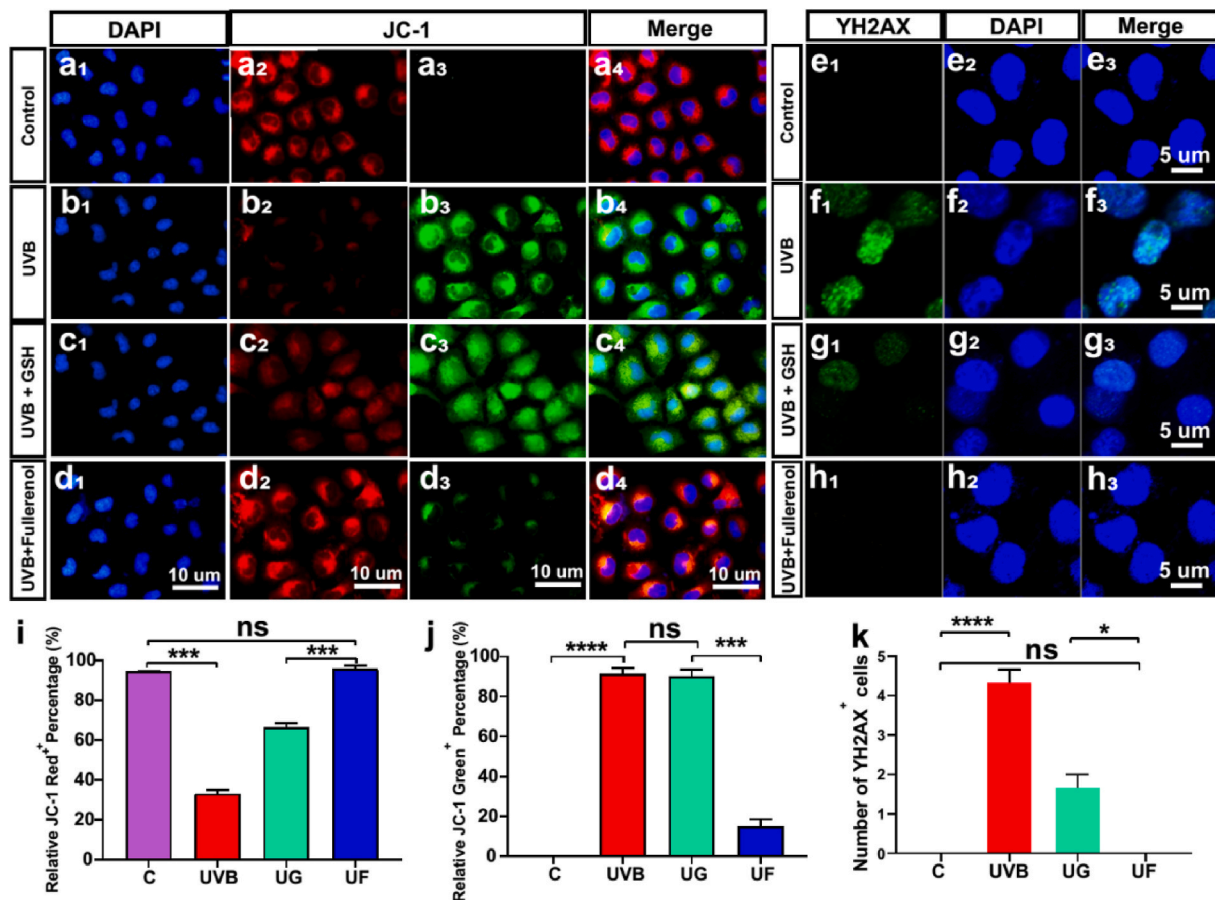 DAPI JC-1 Merge YH2AX DAPI Merge
Control a₁ a₂ a₃ a₄ Control e₁ e₂ e₃
5 um
UVB b₁ b₂ b₃ b₄ UVB f₁ f₂ f₃
5 um
UVB + GSH c₁ c₂ c₃ c₄ UVB + GSH g₁ g₂ g₃
5 um
UVB+Fullerenol d₁ d₂ d₃ d₄ UVB+Fullerenol h₁ h₂ h₃
10 um 10 um 10 um 10 um 5 um
i
Relative JC-1 Red⁺ Percentage (%)
ns
*** ***
100
80
60
40
20
0
C UVB UG UF
j
Relative JC-1 Green⁺ Percentage (%)
ns
**** ***
100
80
60
40
20
0
C UVB UG UF
k
Number of YH2AX⁺ cells
**** *
ns
5
4
3
2
1
0
C UVB UG UF